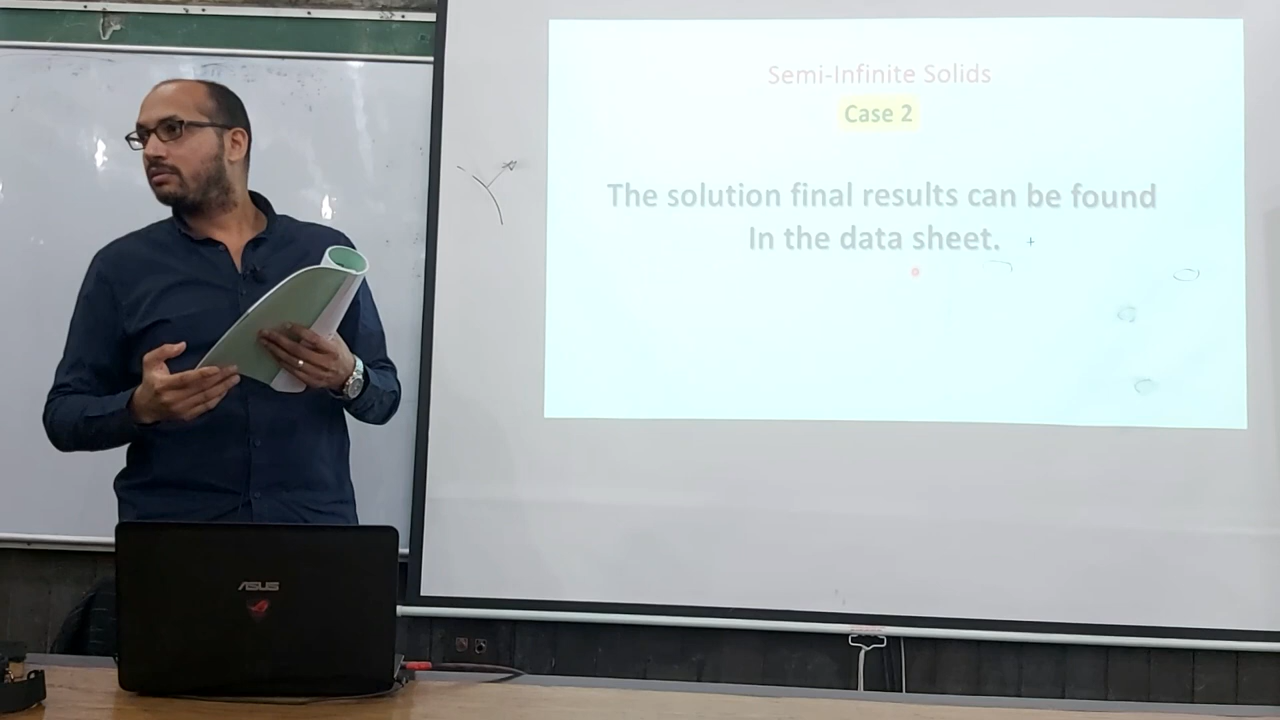 Semi-Infinite Solids
Case 2
The solution final results can be found
In the data sheet.
ASUS